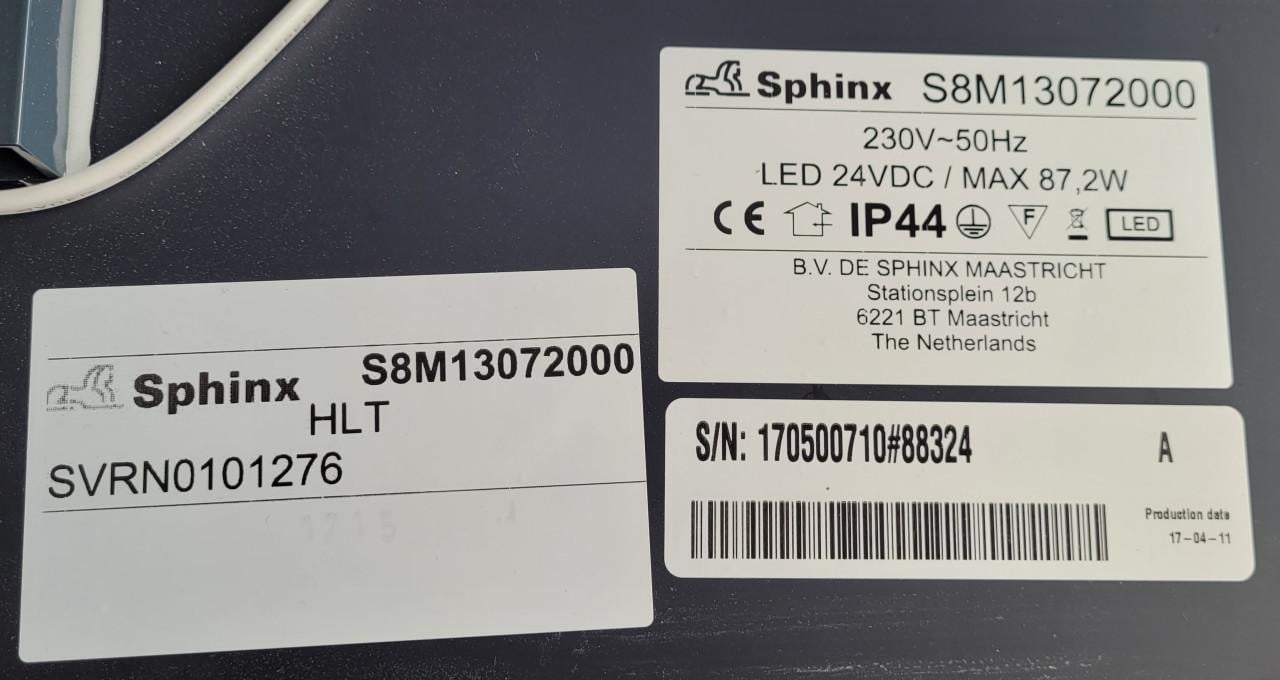 Sphinx S8M13072000
230V~50Hz
LED 24VDC / MAX 87,2W
CE IP44 F LED
B.V. DE SPHINX MAASTRICHT
Stationsplein 12b
6221 BT Maastricht
The Netherlands
Sphinx S8M13072000
HLT
SVRN0101276
S/N: 170500710#88324 A
Production date
17-04-11